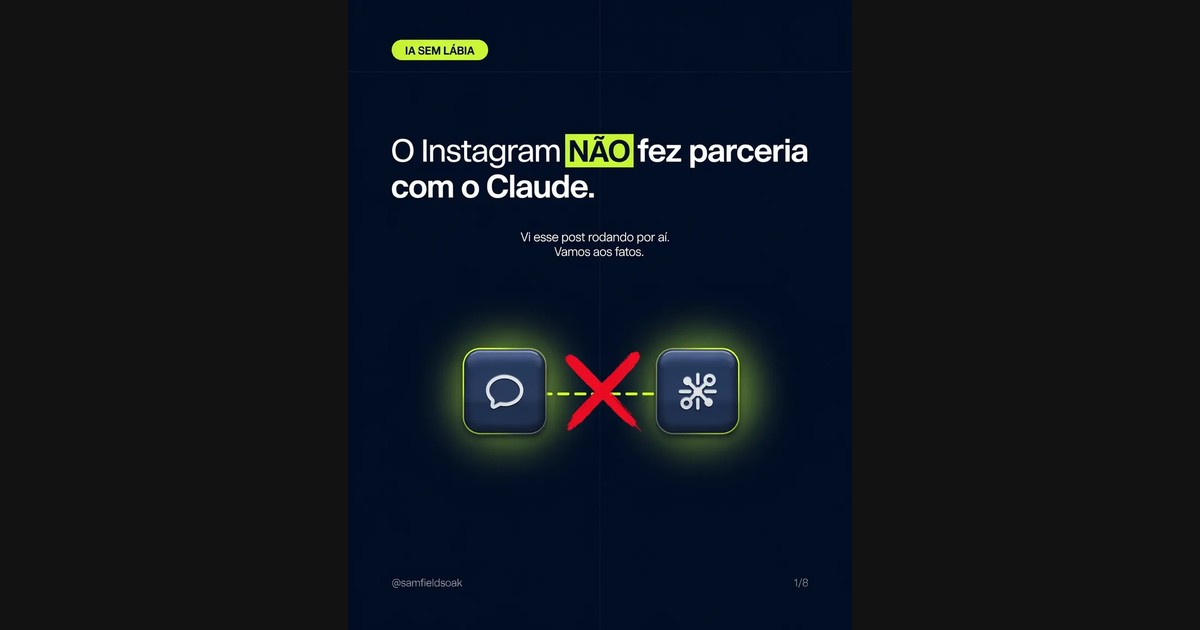 IA SEM LÁBIA
O Instagram NÃO fez parceria
com o Claude.
Vi esse post rodando por aí.
Vamos aos fatos.
@samfieldsoak
1/8